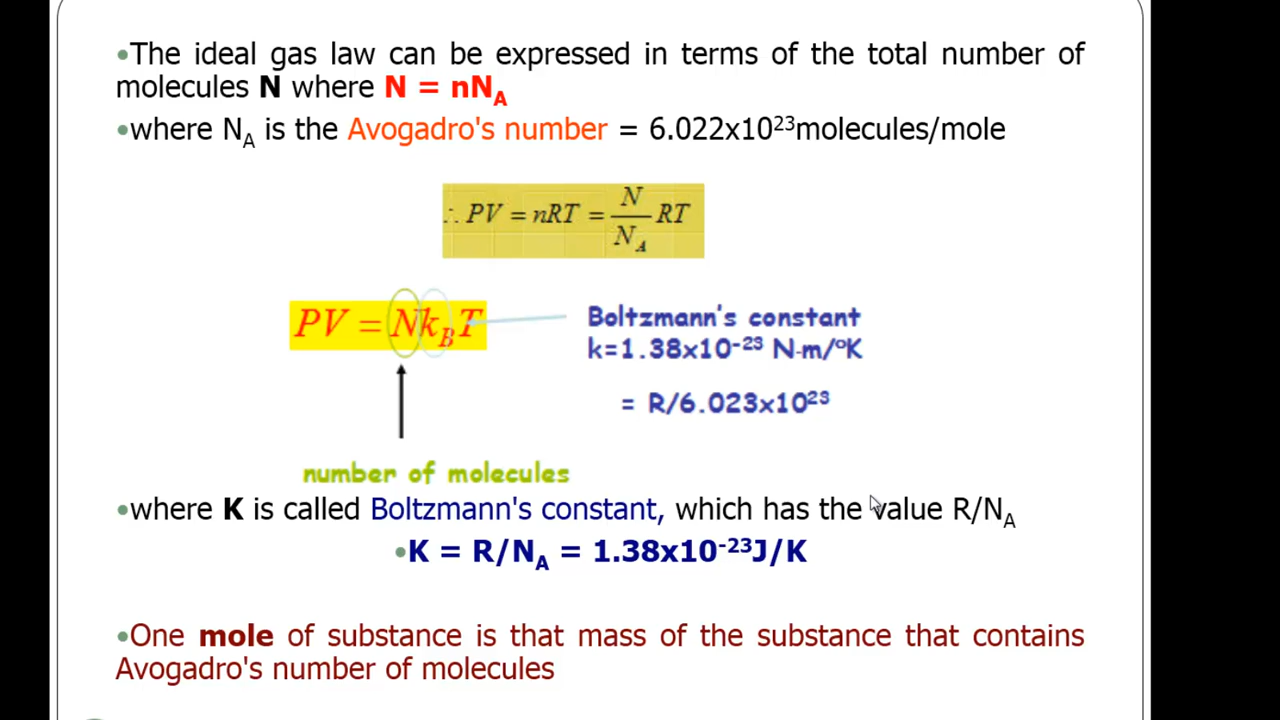 •The ideal gas law can be expressed in terms of the total number of
molecules N where N = nN_A
•where N_A is the Avogadro's number = 6.022x10²³molecules/mole
∴ PV = nRT = N/N_A RT
PV = Nk_BT
Boltzmann's constant
k=1.38x10⁻²³ N-m/ºK
= R/6.023x10²³
number of molecules
•where K is called Boltzmann's constant, which has the value R/N_A
•K = R/N_A = 1.38x10⁻²³J/K
•One mole of substance is that mass of the substance that contains
Avogadro's number of molecules